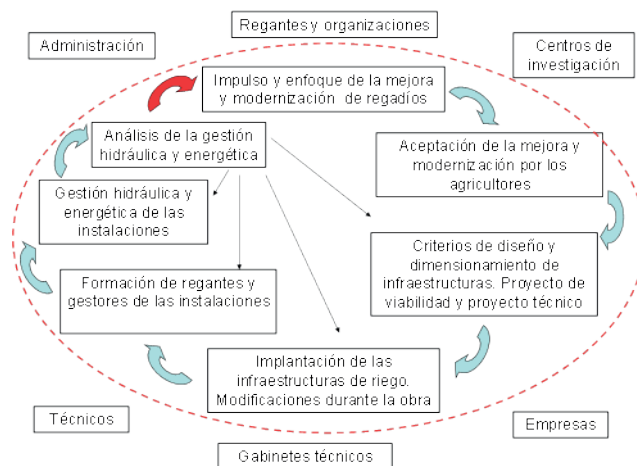 Regantes y organizaciones
Administración
Centros de
investigación
Impulso y enfoque de la mejora
y modernización de regadíos
Análisis de la gestión
hidráulica y energética
Aceptación de la mejora y
modernización por los
agricultores
Gestión hidráulica y
energética de las
instalaciones
Criterios de diseño y
dimensionamiento de
infraestructuras. Proyecto de
viabilidad y proyecto técnico
Formación de regantes y
gestores de las instalaciones
Implantación de las
infraestructuras de riego.
Modificaciones durante la obra
Técnicos
Empresas
Gabinetes técnicos